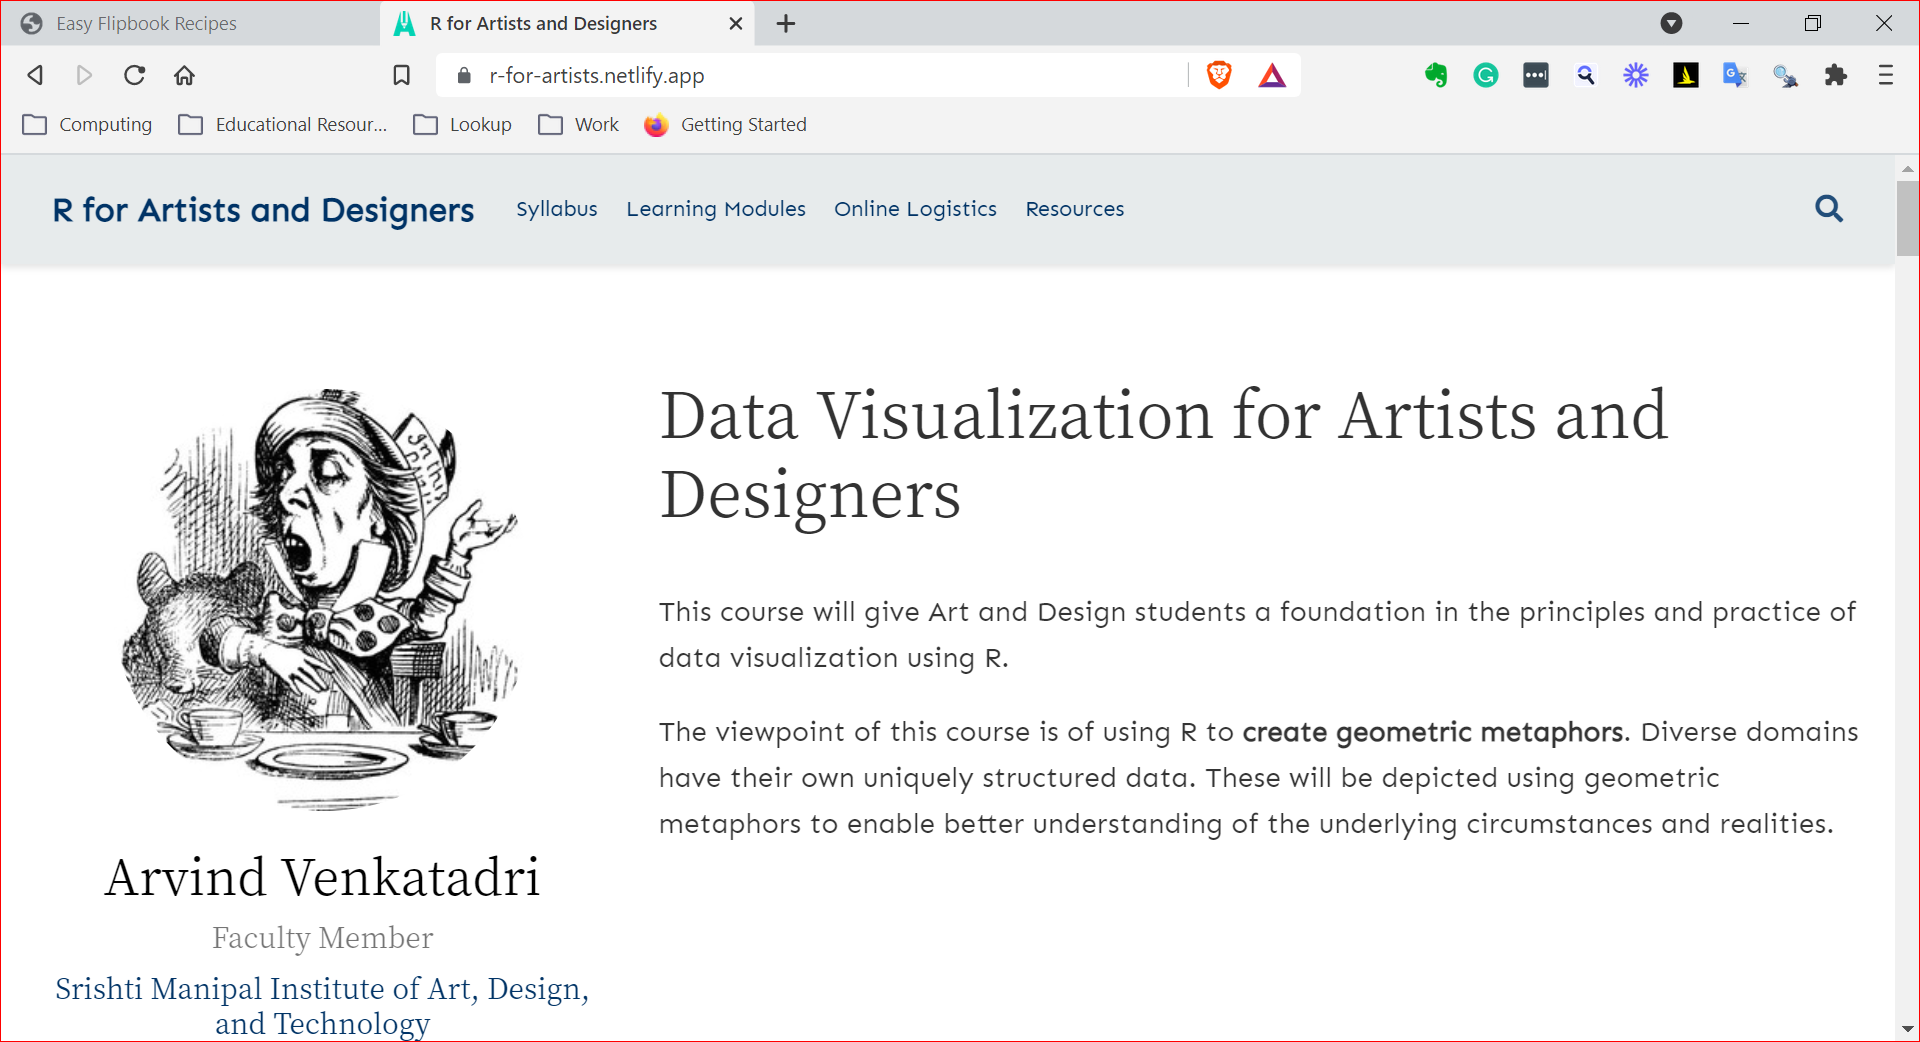 Easy Flipbook Recipes
R for Artists and Designers
r-for-artists.netlify.app
Computing
Educational Resour...
Lookup
Work
Getting Started
R for Artists and Designers
Syllabus
Learning Modules
Online Logistics
Resources
In this
Data Visualization for Artists and
Designers
This course will give Art and Design students a foundation in the principles and practice of
data visualization using R.
The viewpoint of this course is of using R to create geometric metaphors. Diverse domains
have their own uniquely structured data. These will be depicted using geometric
metaphors to enable better understanding of the underlying circumstances and realities.
Arvind Venkatadri
Faculty Member
Srishti Manipal Institute of Art, Design,
and Technology